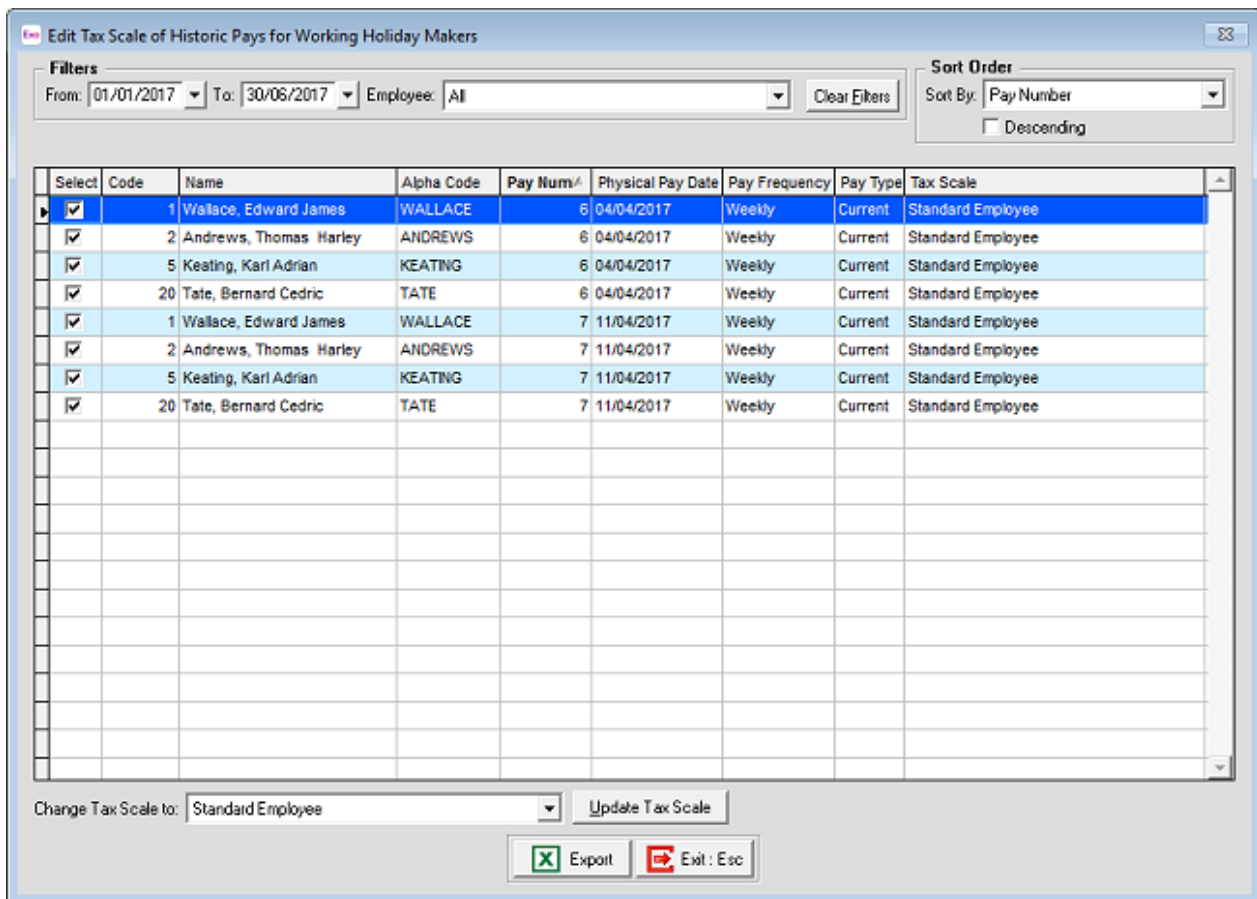 Exo Edit Tax Scale of Historic Pays for Working Holiday Makers
Filters
From: 01/01/2017 To: 30/06/2017 Employee: All Clear Filters
Sort Order
Sort By: Pay Number
Descending
Select Code Name Alpha Code Pay Num Physical Pay Date Pay Frequency Pay Type Tax Scale
1 Wallace, Edward James WALLACE 6 04/04/2017 Weekly Current Standard Employee
2 Andrews, Thomas Harley ANDREWS 6 04/04/2017 Weekly Current Standard Employee
5 Keating, Karl Adrian KEATING 6 04/04/2017 Weekly Current Standard Employee
20 Tate, Bernard Cedric TATE 6 04/04/2017 Weekly Current Standard Employee
1 Wallace, Edward James WALLACE 7 11/04/2017 Weekly Current Standard Employee
2 Andrews, Thomas Harley ANDREWS 7 11/04/2017 Weekly Current Standard Employee
5 Keating, Karl Adrian KEATING 7 11/04/2017 Weekly Current Standard Employee
20 Tate, Bernard Cedric TATE 7 11/04/2017 Weekly Current Standard Employee
Change Tax Scale to: Standard Employee Update Tax Scale
Export Exit : Esc